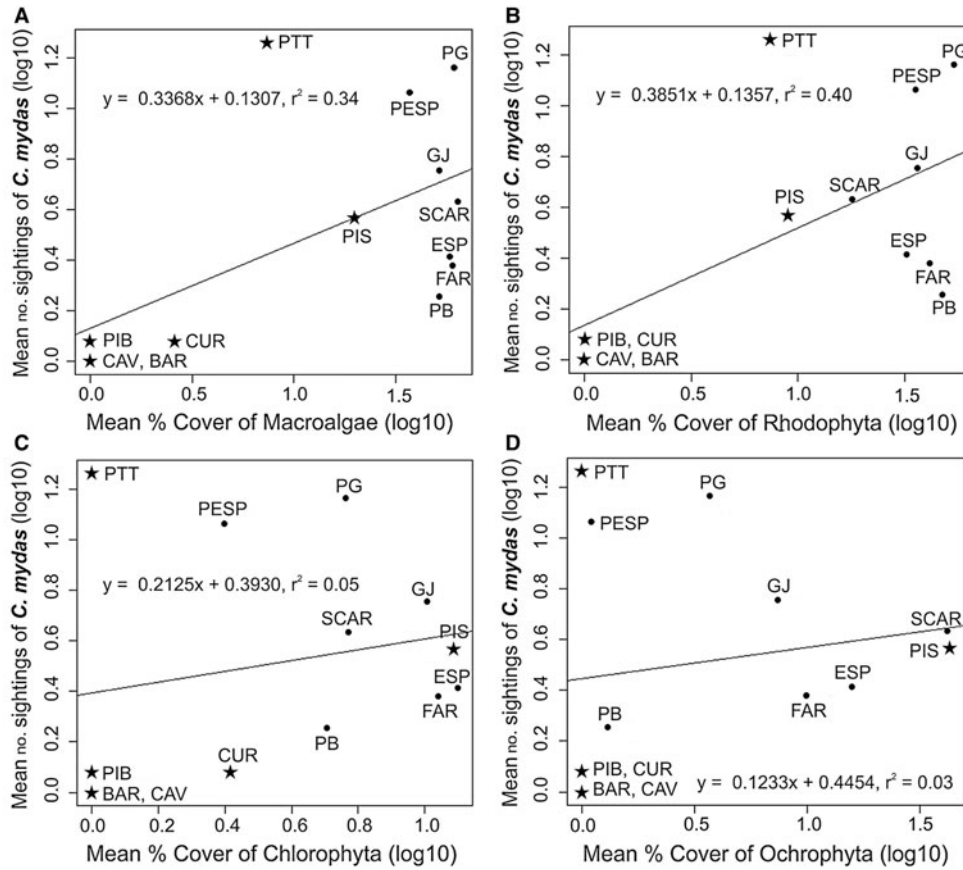 A
Mean no. sightings of C. mydas (log10)
1.2
1.0
0.8
0.6
0.4
0.2
0.0
PTT
PG
y = 0.3368x + 0.1307, r² = 0.34
PESP
GJ
SCAR
PIS
ESP
FAR
PB
PIB
CUR
CAV, BAR
0.0 0.5 1.0 1.5
Mean % Cover of Macroalgae (log10)
B
Mean no. sightings of C. mydas (log10)
1.2
1.0
0.8
0.6
0.4
0.2
0.0
PTT
PG
PESP
y = 0.3851x + 0.1357, r² = 0.40
GJ
SCAR
PIS
ESP
FAR
PB
PIB, CUR
CAV, BAR
0.0 1.0 1.5
Mean % Cover of Rhodophyta (log10)
C
Mean no. sightings of C. mydas (log10)
1.2
1.0
0.8
0.6
0.4
0.2
0.0
PTT
PG
PESP
y = 0.2125x + 0.3930, r² = 0.05
GJ
SCAR
PIS
ESP
FAR
PB
CUR
PIB
BAR, CAV
0.0 0.4 0.6 0.8 1.0
Mean % Cover of Chlorophyta (log10)
D
Mean no. sightings of C. mydas (log10)
1.2
1.0
0.8
0.6
0.4
0.2
0.0
PTT
PG
PESP
GJ
SCAR
PIS
ESP
FAR
PB
PIB, CUR
BAR, CAV
y = 0.1233x + 0.4454, r² = 0.03
0.0 0.5 1.0 1.5
Mean % Cover of Ochrophyta (log10)